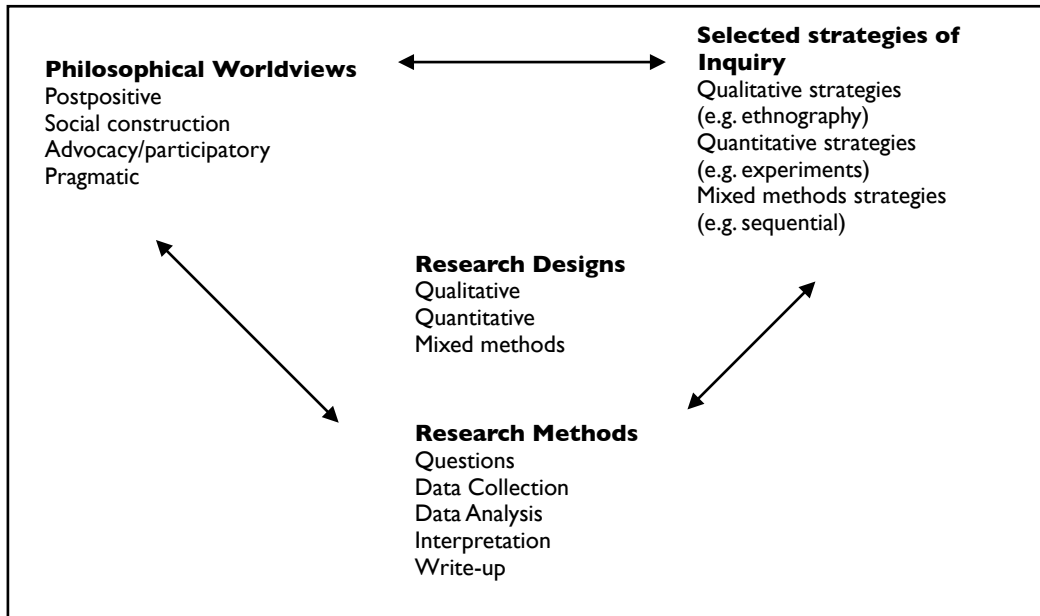 Philosophical Worldviews
Postpositive
Social construction
Advocacy/participatory
Pragmatic
Selected strategies of
Inquiry
Qualitative strategies
(e.g. ethnography)
Quantitative strategies
(e.g. experiments)
Mixed methods strategies
(e.g. sequential)
Research Designs
Qualitative
Quantitative
Mixed methods
Research Methods
Questions
Data Collection
Data Analysis
Interpretation
Write-up